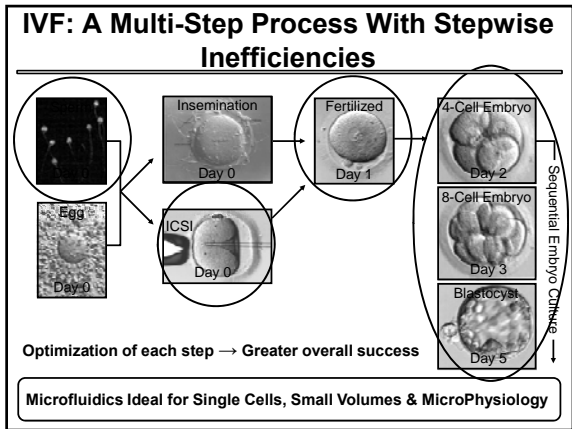 IVF: A Multi-Step Process With Stepwise
Inefficiencies
Insemination
Day 0
Egg
Day 0
ICSI
Day 0
Fertilized
Day 1
4-Cell Embryo
Day 2
8-Cell Embryo
Day 3
Blastocyst
Day 5
Sequential Embryo Culture
Optimization of each step → Greater overall success
Microfluidics Ideal for Single Cells, Small Volumes & MicroPhysiology